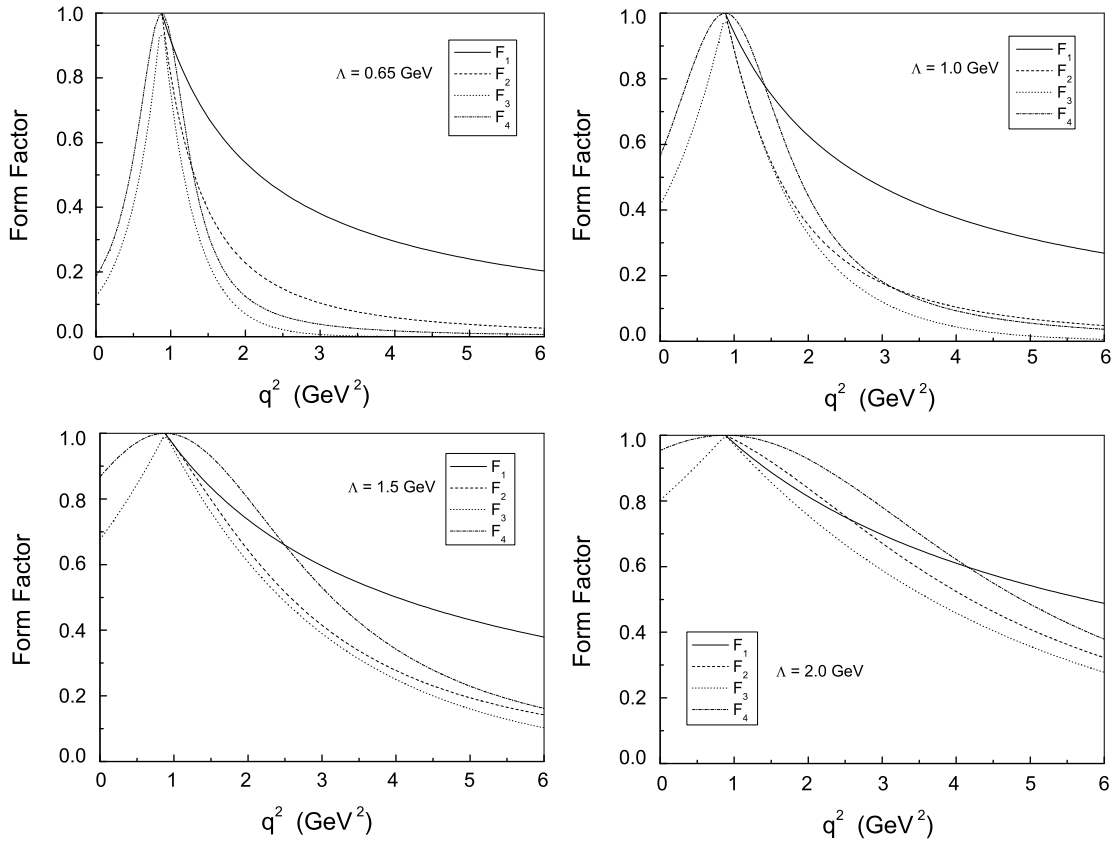 1.0
0.8
0.6
0.4
0.2
0.0
Form Factor
Λ = 0.65 GeV
F1
F2
F3
F4
0 1 2 3 4 5 6
q² (GeV²)
1.0
0.8
0.6
0.4
0.2
0.0
Form Factor
Λ = 1.0 GeV
F1
F2
F3
F4
0 1 2 3 4 5 6
q² (GeV²)
1.0
0.8
0.6
0.4
0.2
0.0
Form Factor
Λ = 1.5 GeV
F1
F2
F3
F4
0 1 2 3 4 5 6
q² (GeV²)
1.0
0.8
0.6
0.4
0.2
0.0
Form Factor
F1
F2
F3
F4
Λ = 2.0 GeV
0 1 2 3 4 5 6
q² (GeV²)